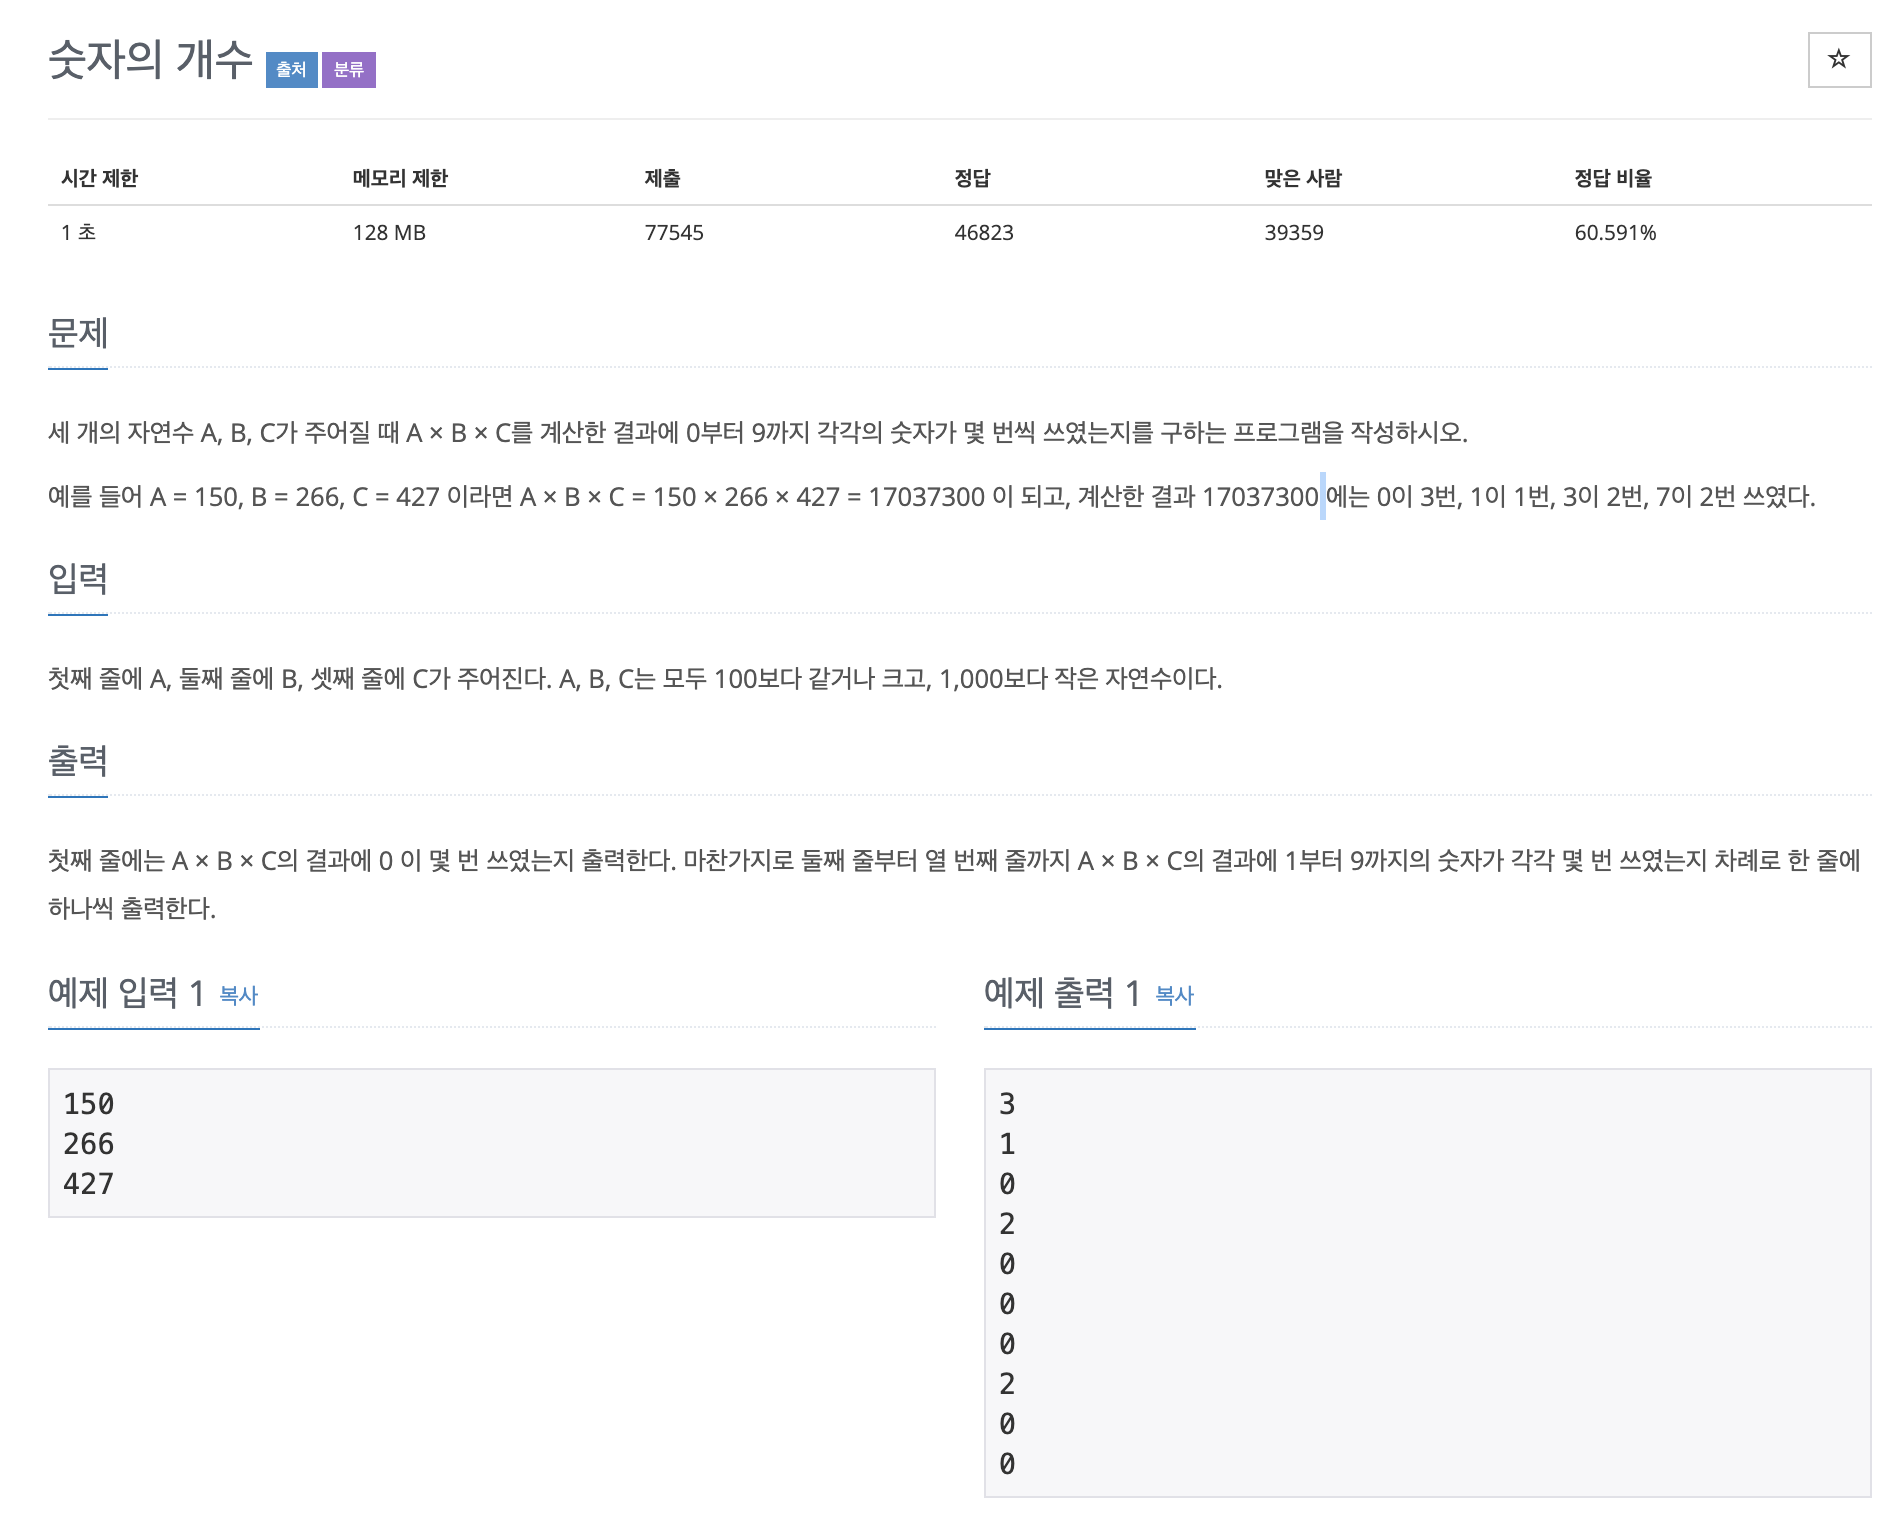 숫자의 개수 출처 분류
시간 제한 메모리 제한 제출 정답 맞은 사람 정답 비율
1 초 128 MB 77545 46823 39359 60.591%
문제
세 개의 자연수 A, B, C가 주어질 때 A × B × C를 계산한 결과에 0부터 9까지 각각의 숫자가 몇 번씩 쓰였는지를 구하는 프로그램을 작성하시오.
예를 들어 A = 150, B = 266, C = 427 이라면 A × B × C = 150 × 266 × 427 = 17037300 이 되고, 계산한 결과 17037300 에는 0이 3번, 1이 1번, 3이 2번, 7이 2번 쓰였다.
입력
첫째 줄에 A, 둘째 줄에 B, 셋째 줄에 C가 주어진다. A, B, C는 모두 100보다 같거나 크고, 1,000보다 작은 자연수이다.
출력
첫째 줄에는 A × B × C의 결과에 0 이 몇 번 쓰였는지 출력한다. 마찬가지로 둘째 줄부터 열 번째 줄까지 A × B × C의 결과에 1부터 9까지의 숫자가 각각 몇 번 쓰였는지 차례로 한 줄에
하나씩 출력한다.
예제 입력 1 복사
150
266
427
예제 출력 1 복사
3
1
0
2
0
0
0
2
0
0